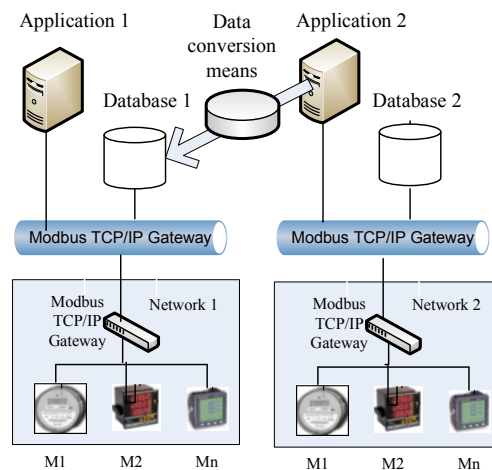 Application 1
Data
conversion
means
Application 2
Database 1
Database 2
Modbus TCP/IP Gateway
Modbus TCP/IP Gateway
Modbus
TCP/IP
Gateway
Network 1
Modbus
TCP/IP
Gateway
Network 2
M1
M2
Mn
M1
M2
Mn